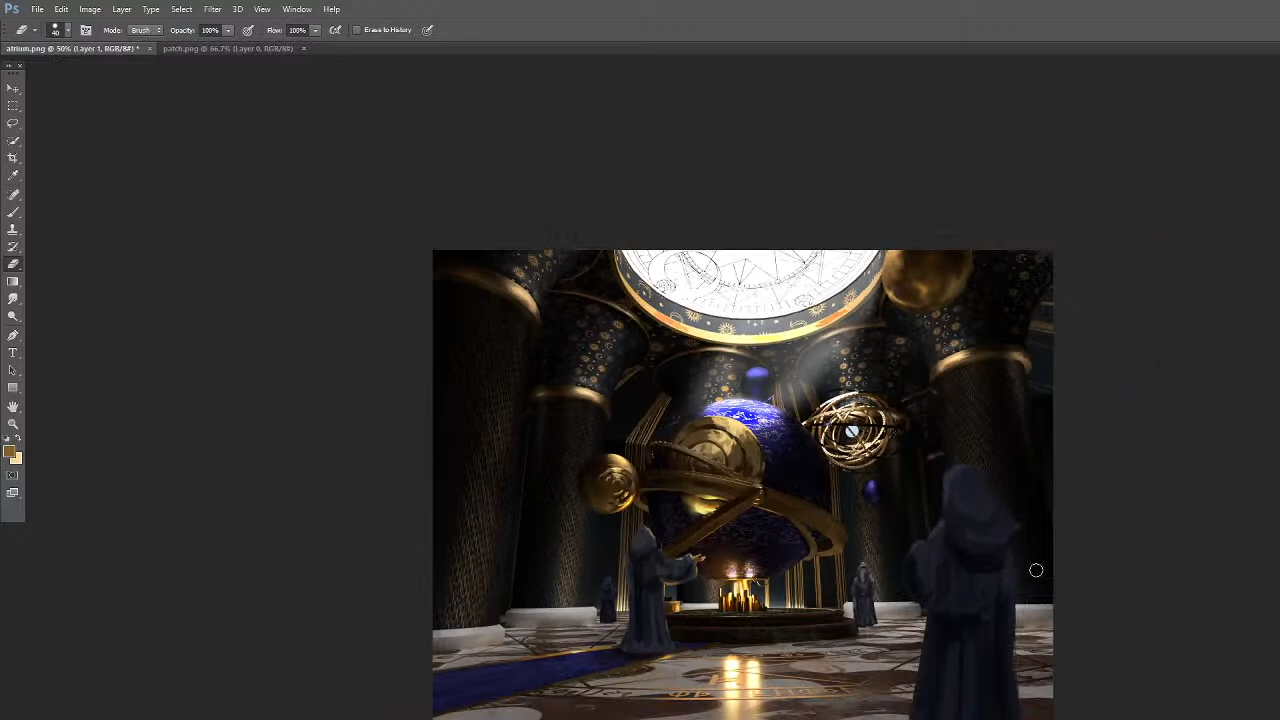 Ps File Edit Image Layer Type Select Filter 3D View Window Help
40 Mode: Brush Opacity: 100% Flow: 100% Erase to History
atrium.png @ 50% (Layer 1, RGB/8#) * × patch.png @ 66.7% (Layer 0, RGB/8#) ×
T